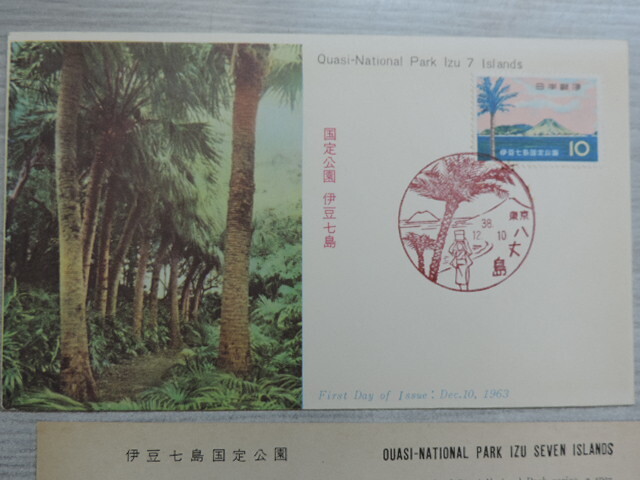 Quasi-National Park Izu 7 Islands
日本郵便
伊豆七島国定公園 10
国定公園 伊豆七島
東京 八丈島
38.
12. 10
First Day of Issue : Dec.10, 1963
伊豆七島国定公園
QUASI-NATIONAL PARK IZU SEVEN ISLANDS